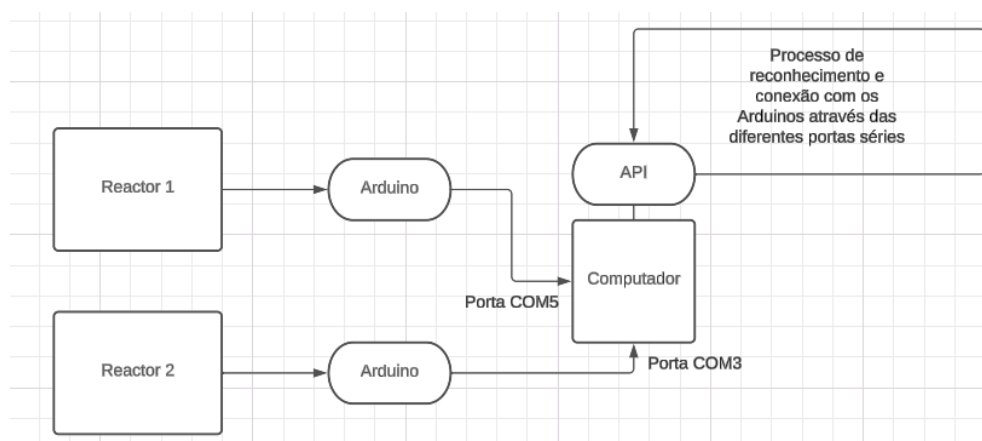 Processo de
reconhecimento e
conexão com os
Arduinos através das
diferentes portas séries
Reactor 1
Arduino
API
Computador
Porta COM5
Reactor 2
Arduino
Porta COM3